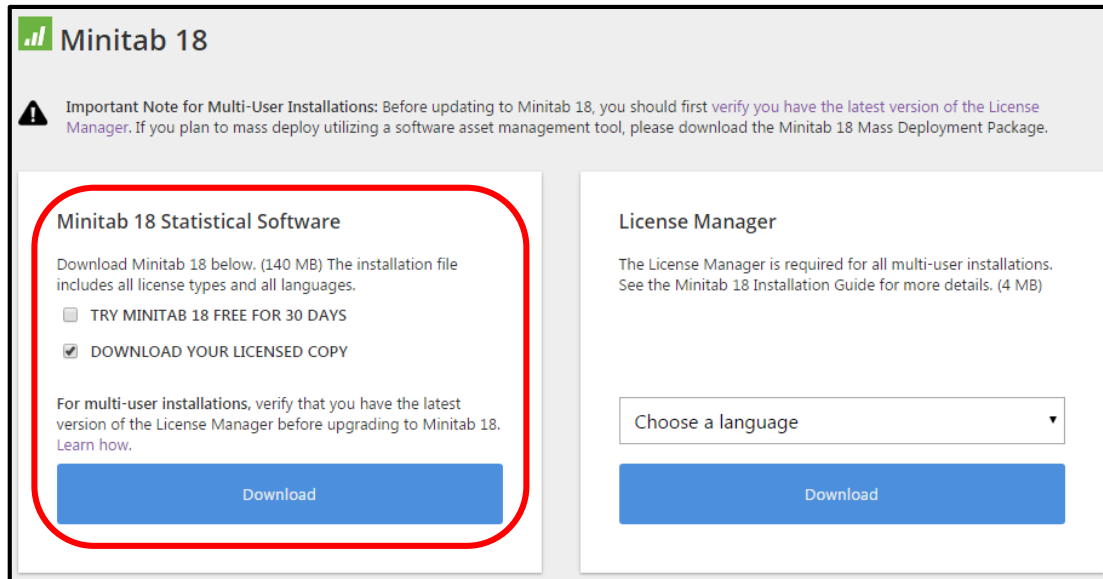 Minitab 18
Important Note for Multi-User Installations: Before updating to Minitab 18, you should first verify you have the latest version of the License
Manager. If you plan to mass deploy utilizing a software asset management tool, please download the Minitab 18 Mass Deployment Package.
Minitab 18 Statistical Software
Download Minitab 18 below. (140 MB) The installation file
includes all license types and all languages.
TRY MINITAB 18 FREE FOR 30 DAYS
DOWNLOAD YOUR LICENSED COPY
For multi-user installations, verify that you have the latest
version of the License Manager before upgrading to Minitab 18.
Learn how.
Download
License Manager
The License Manager is required for all multi-user installations.
See the Minitab 18 Installation Guide for more details. (4 MB)
Choose a language
Download